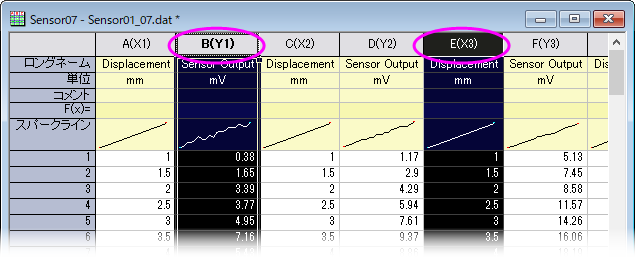 Sensor07 - Sensor01_07.dat *
A(X1) B(Y1) C(X2) D(Y2) E(X3) F(Y3)
ロングネーム Displacement Sensor Output Displacement Sensor Output Displacement Sensor Output D
単位 mm mV mm mV mm mV
コメント
F(x)=
スパークライン
1 1 0.38 1 1.17 1 5.13
2 1.5 1.65 1.5 2.9 1.5 7.45
3 2 3.39 2 4.29 2 8.58
4 2.5 3.77 2.5 5.94 2.5 11.57
5 3 4.95 3 7.61 3 14.26
6 3.5 7.16 3.5 9.37 3.5 16.06